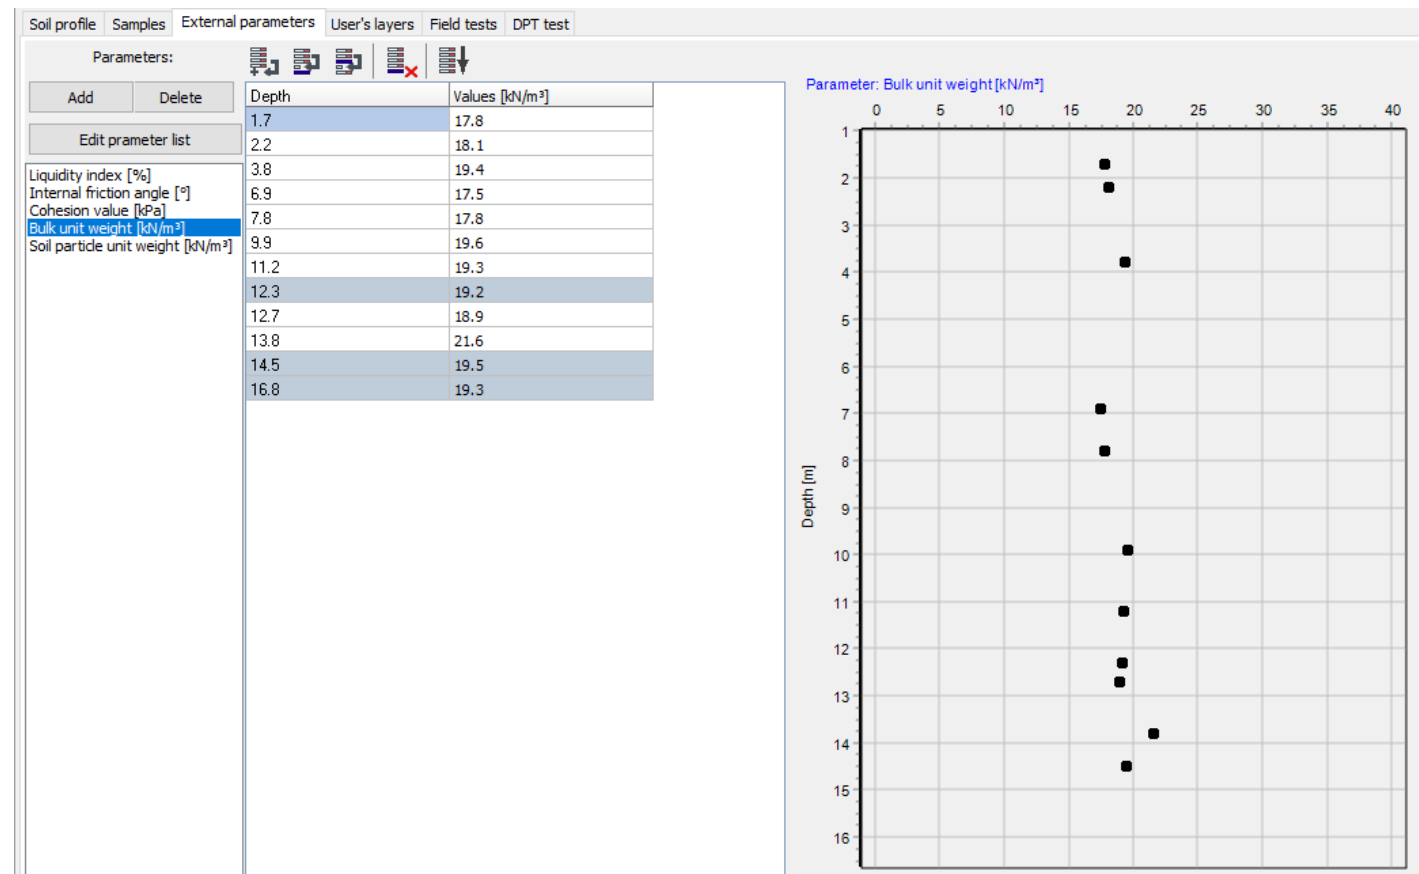 Soil profile Samples External parameters User's layers Field tests DPT test
Parameters:
Add Delete
Edit prameter list
Liquidity index [%]
Internal friction angle [º]
Cohesion value [kPa]
Bulk unit weight [kN/m³]
Soil particle unit weight [kN/m³]
Depth Values [kN/m³]
1.7 17.8
2.2 18.1
3.8 19.4
6.9 17.5
7.8 17.8
9.9 19.6
11.2 19.3
12.3 19.2
12.7 18.9
13.8 21.6
14.5 19.5
16.8 19.3
Parameter: Bulk unit weight [kN/m³]
0 5 10 15 20 25 30 35 40
1
2
3
4
5
6
7
8
9
10
11
12
13
14
15
16
Depth [m]